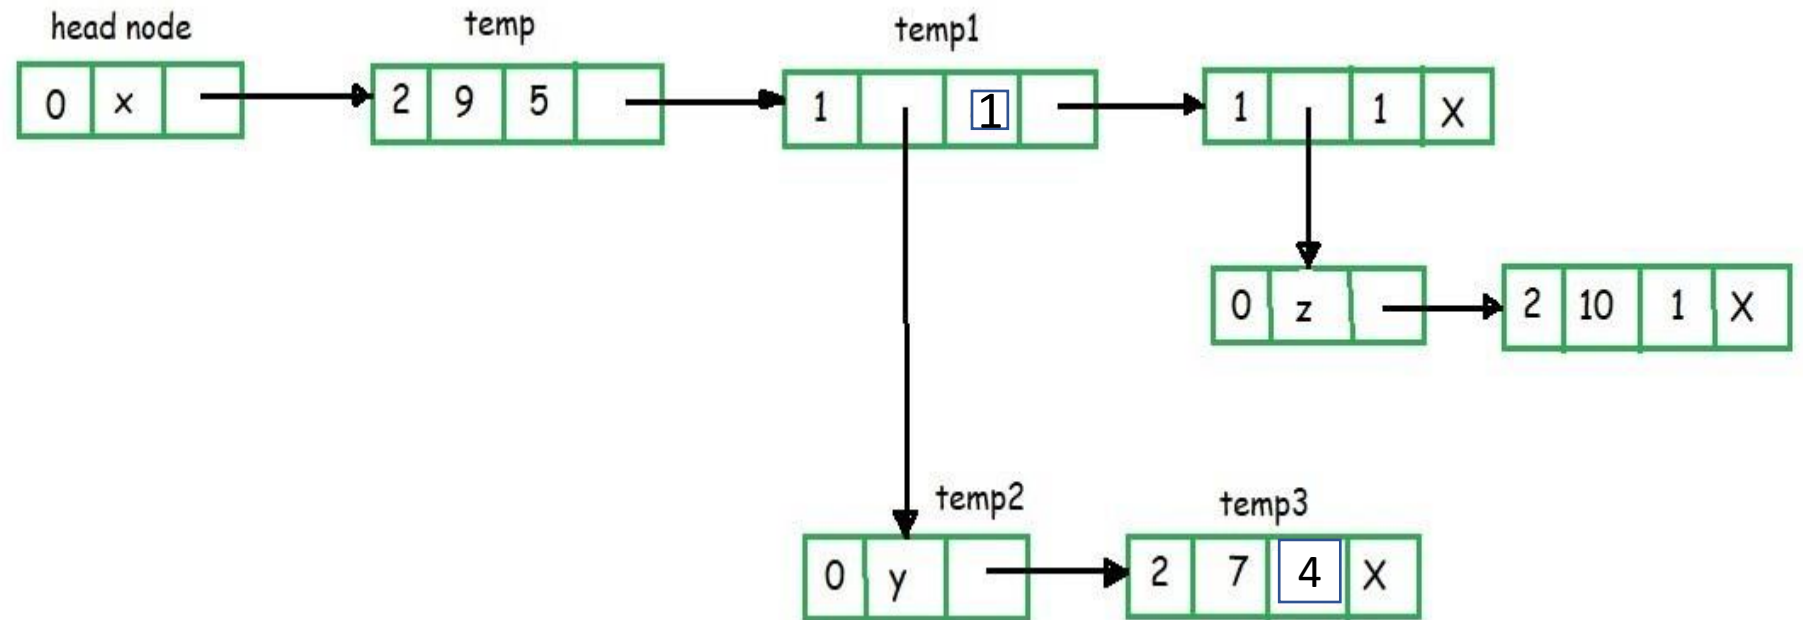 head node temp temp1
0 x 2 9 5 1 1 1 1 X
0 z 2 10 1 X
temp2 temp3
0 y 2 7 4 X